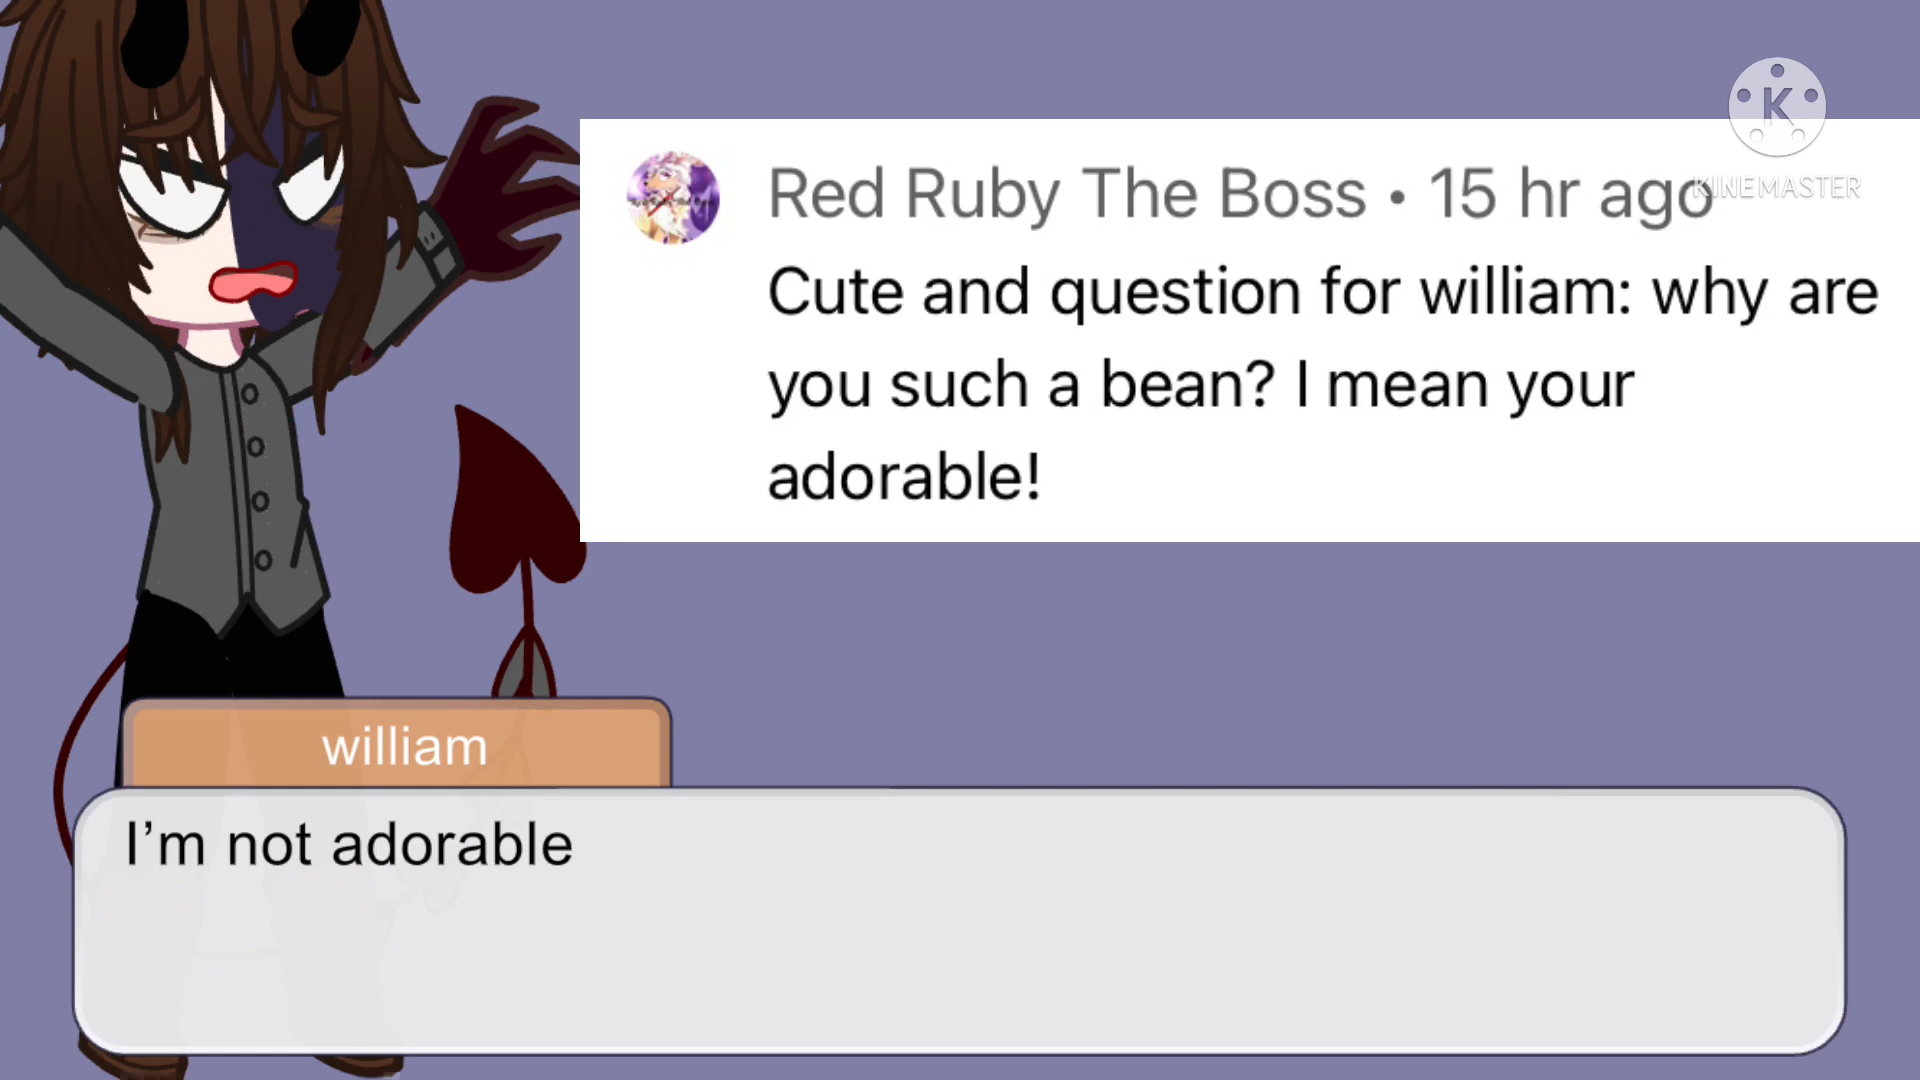 K
KINEMASTER
Red Ruby The Boss • 15 hr ago
Cute and question for william: why are
you such a bean? I mean your
adorable!
william
I’m not adorable